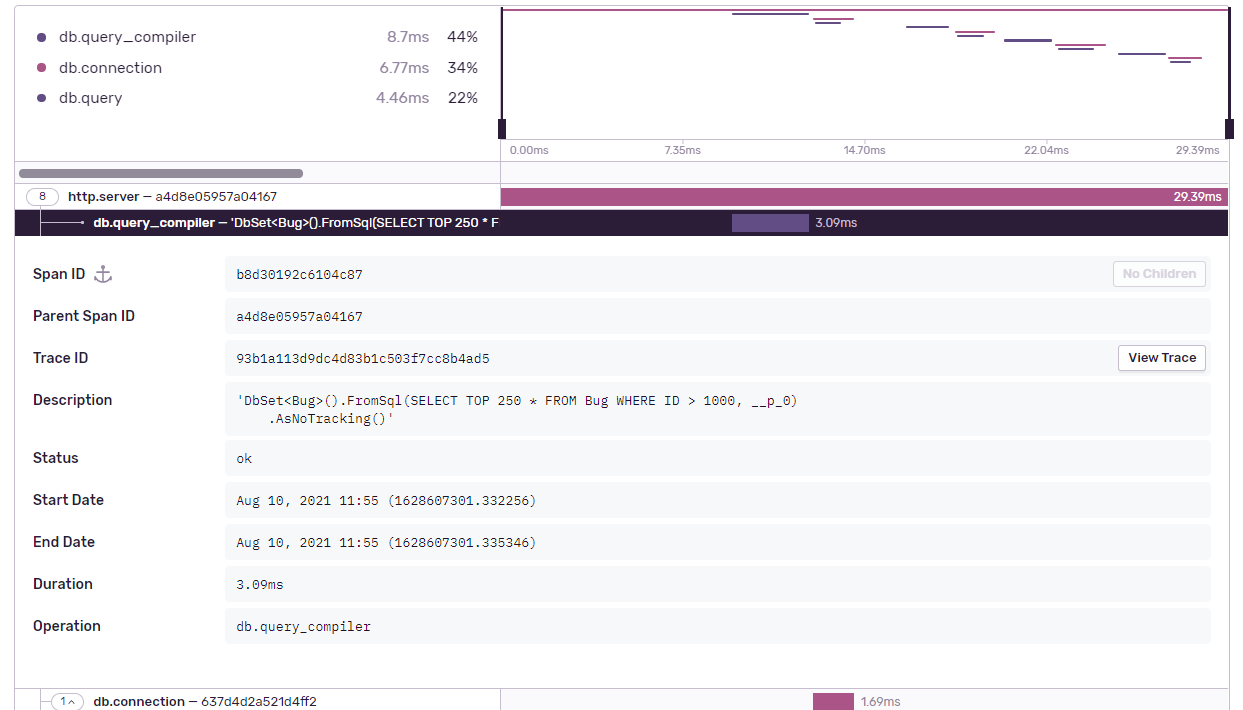 db.query_compiler 8.7ms 44%
db.connection 6.77ms 34%
db.query 4.46ms 22%
0.00ms 7.35ms 14.70ms 22.04ms 29.39ms
8 http.server – a4d8e05957a04167 29.39ms
db.query_compiler – 'DbSet<Bug>().FromSql(SELECT TOP 250 * F 3.09ms
Span ID b8d30192c6104c87 No Children
Parent Span ID a4d8e05957a04167
Trace ID 93b1a113d9dc4d83b1c503f7cc8b4ad5 View Trace
Description 'DbSet<Bug>().FromSql(SELECT TOP 250 * FROM Bug WHERE ID > 1000, __p_0)
.AsNoTracking()'
Status ok
Start Date Aug 10, 2021 11:55 (1628607301.332256)
End Date Aug 10, 2021 11:55 (1628607301.335346)
Duration 3.09ms
Operation db.query_compiler
1 db.connection – 637d4d2a521d4ff2 1.69ms